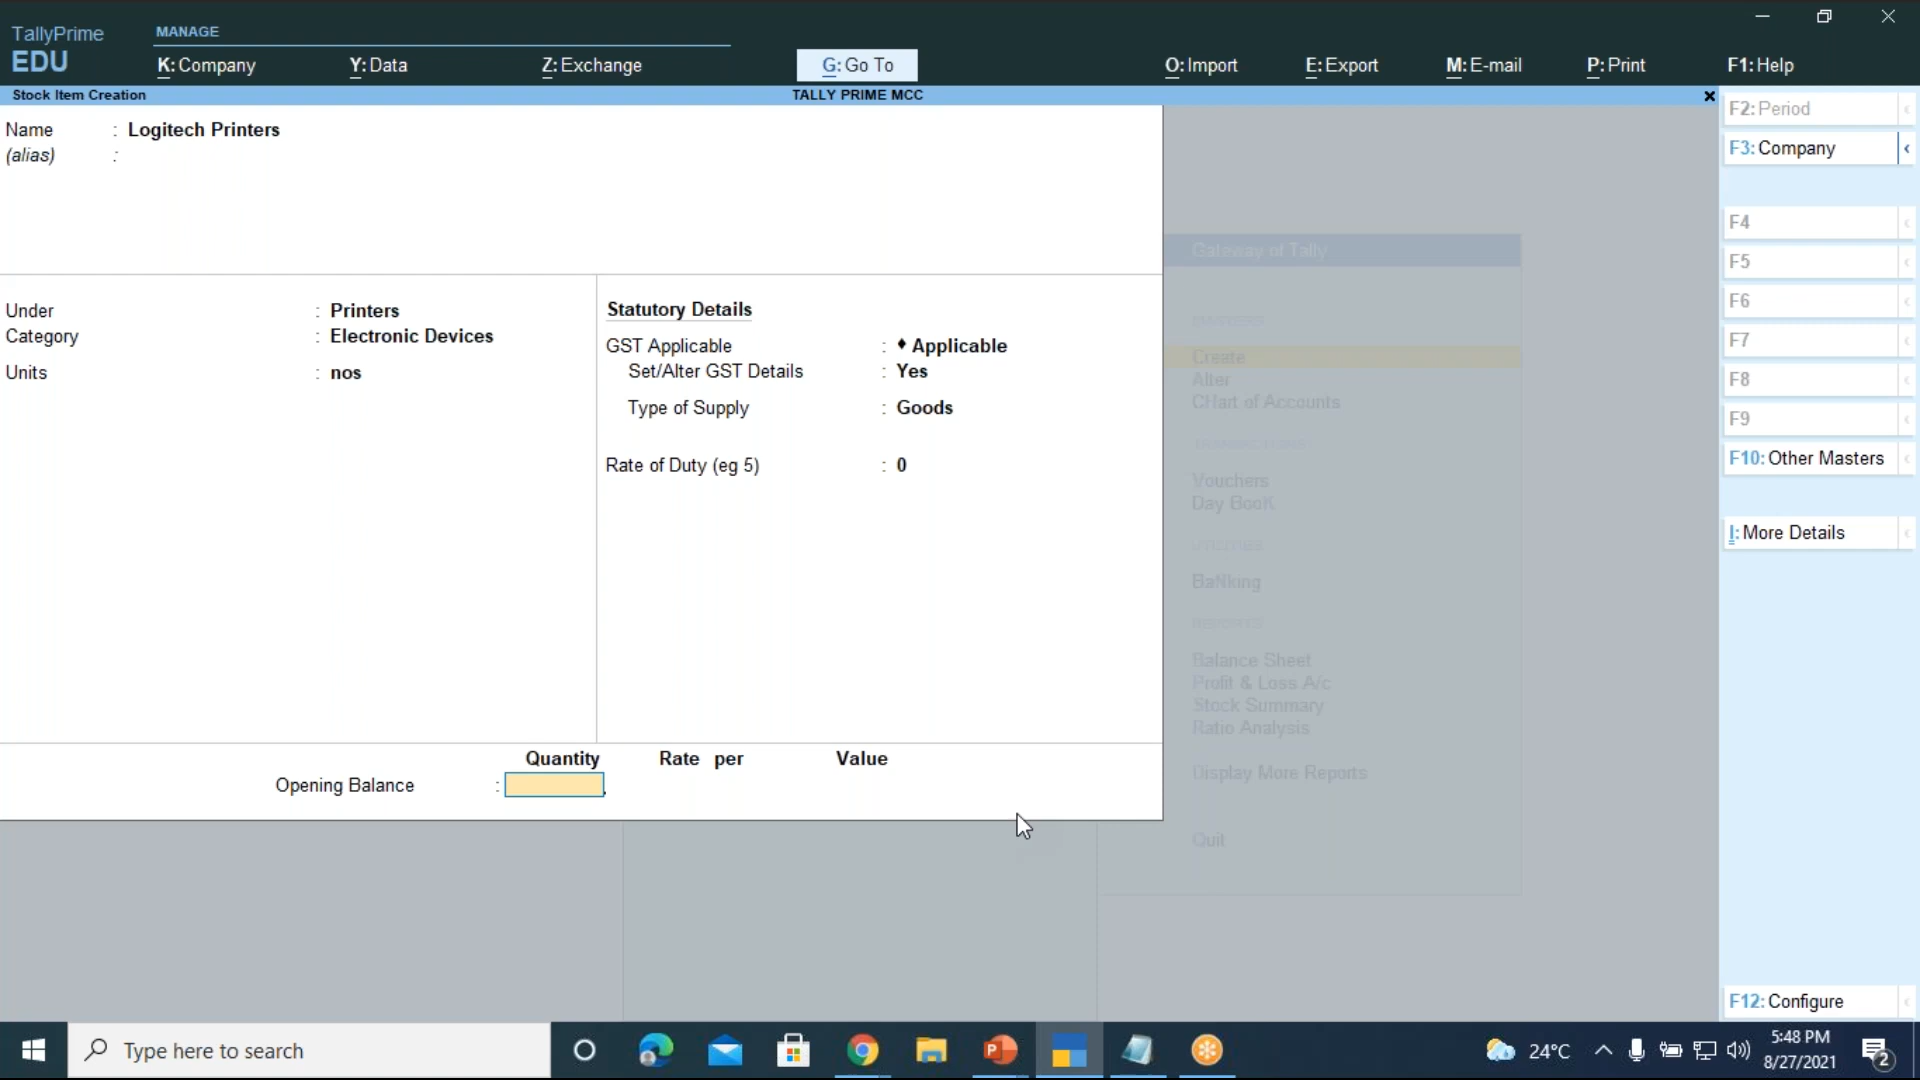 TallyPrime
EDU
MANAGE
K: Company
Y: Data
Z: Exchange
G: Go To
O: Import
E: Export
M: E-mail
P: Print
F1: Help
Stock Item Creation
TALLY PRIME MCC
Name : Logitech Printers
(alias) :
Under : Printers
Category : Electronic Devices
Units : nos
Statutory Details
GST Applicable : ♦ Applicable
Set/Alter GST Details : Yes
Type of Supply : Goods
Rate of Duty (eg 5) : 0
Quantity Rate per Value
Opening Balance :
Gateway of Tally
Create
Alter
CHart of Accounts
Vouchers
Day BooK
BaNking
Balance Sheet
Profit & Loss A/c
Stock Summary
Ratio Analysis
Display More Reports
Quit
F2: Period
F3: Company
F4
F5
F6
F7
F8
F9
F10: Other Masters
I: More Details
F12: Configure
Type here to search
24°C
5:48 PM
8/27/2021
2